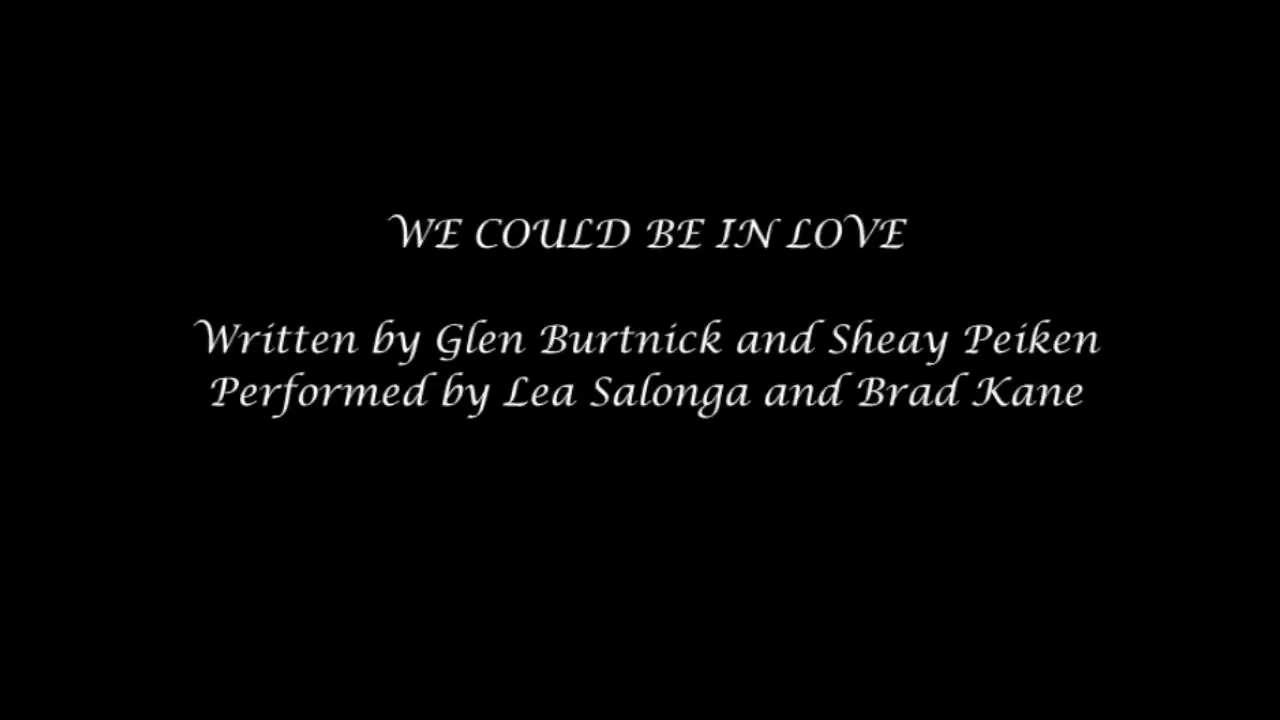 WE COULD BE IN LOVE
Written by Glen Burtnick and Sheay Peiken
Performed by Lea Salonga and Brad Kane